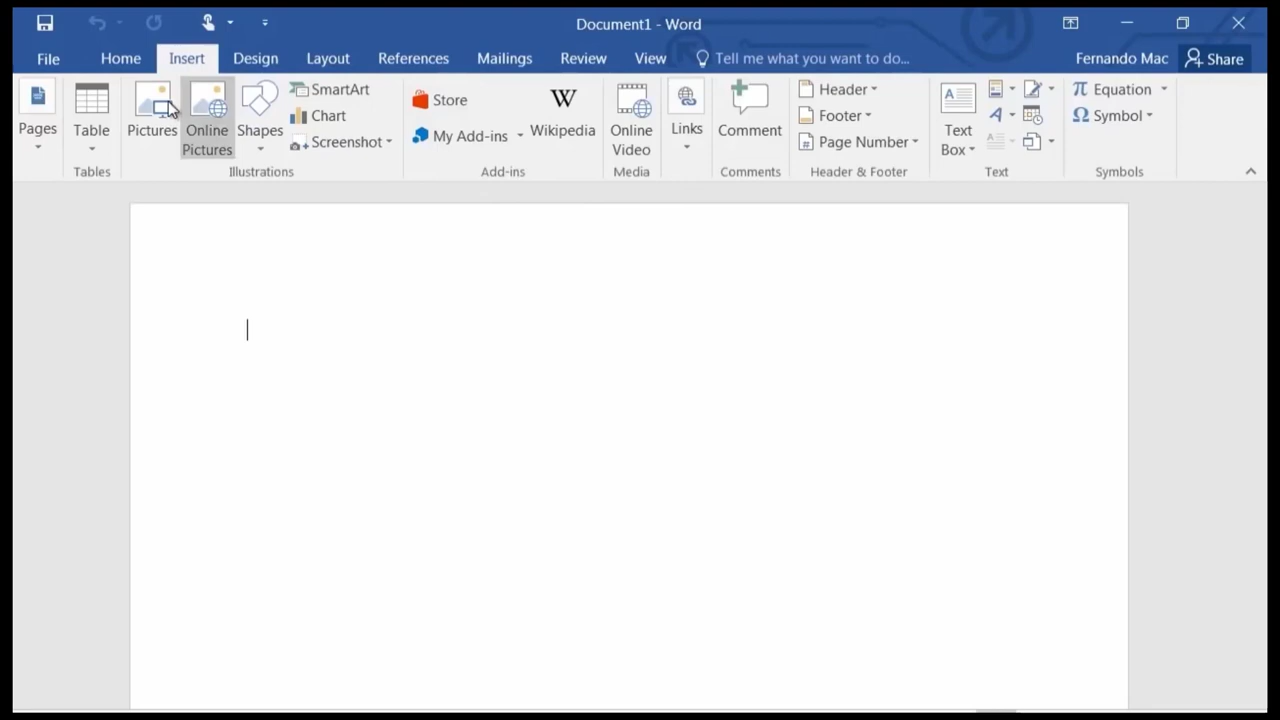 Document1 - Word
File Home Insert Design Layout References Mailings Review View Tell me what you want to do... Fernando Mac Share
Pages
Table
Tables
Pictures
Online
Pictures
Shapes
SmartArt
Chart
Screenshot
Illustrations
Store
My Add-ins
W
Wikipedia
Add-ins
Online
Video
Media
Links
Comment
Comments
Header
Footer
Page Number
Header & Footer
Text
Box
Text
π Equation
Ω Symbol
Symbols